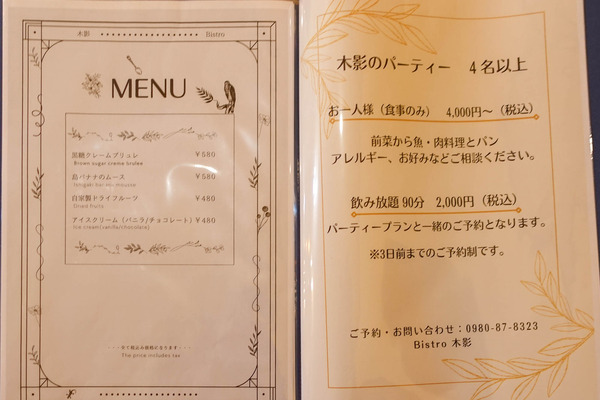 木影
Bistro
MENU
黒糖クレームブリュレ ￥580
Brown sugar creme brulee
島バナナのムース ￥580
自家製ドライフルーツ ￥480
Dried fruits
アイスクリーム（バニラ/チョコレート） ￥480
Ice cream(vanilla/chocolate)
The price includes tax
木影のパーティー 4名以上
お一人様（食事のみ） 4,000円～（税込）
前菜から魚・肉料理とパン
アレルギー、お好みなどご相談ください。
飲み放題 90分 2,000円（税込）
パーティープランと一緒のご予約となります。
※3日前までのご予約制です。
ご予約・お問い合わせ：0980-87-8323
Bistro 木影